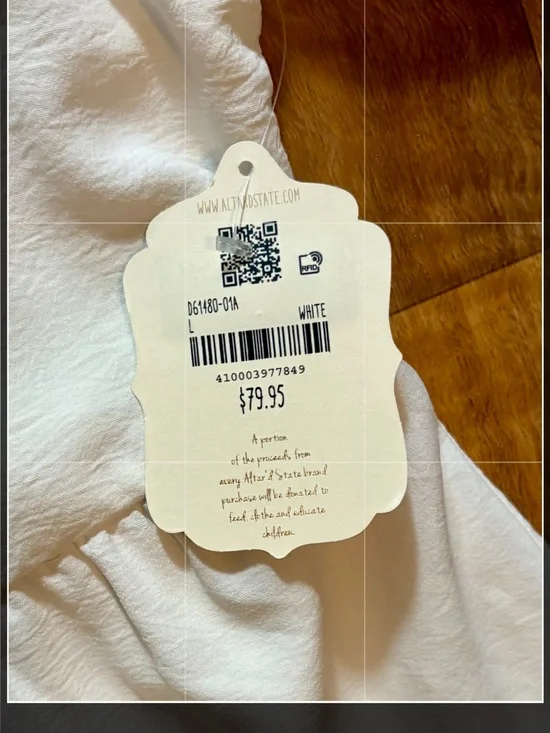 WWW.ALTARDSTATE.COM
RFID
D61480-01A
L WHITE
410003977849
$79.95
A portion
of the proceeds from
every Altar'd State brand
purchase will be donated to
feed, clothe and educate
children.